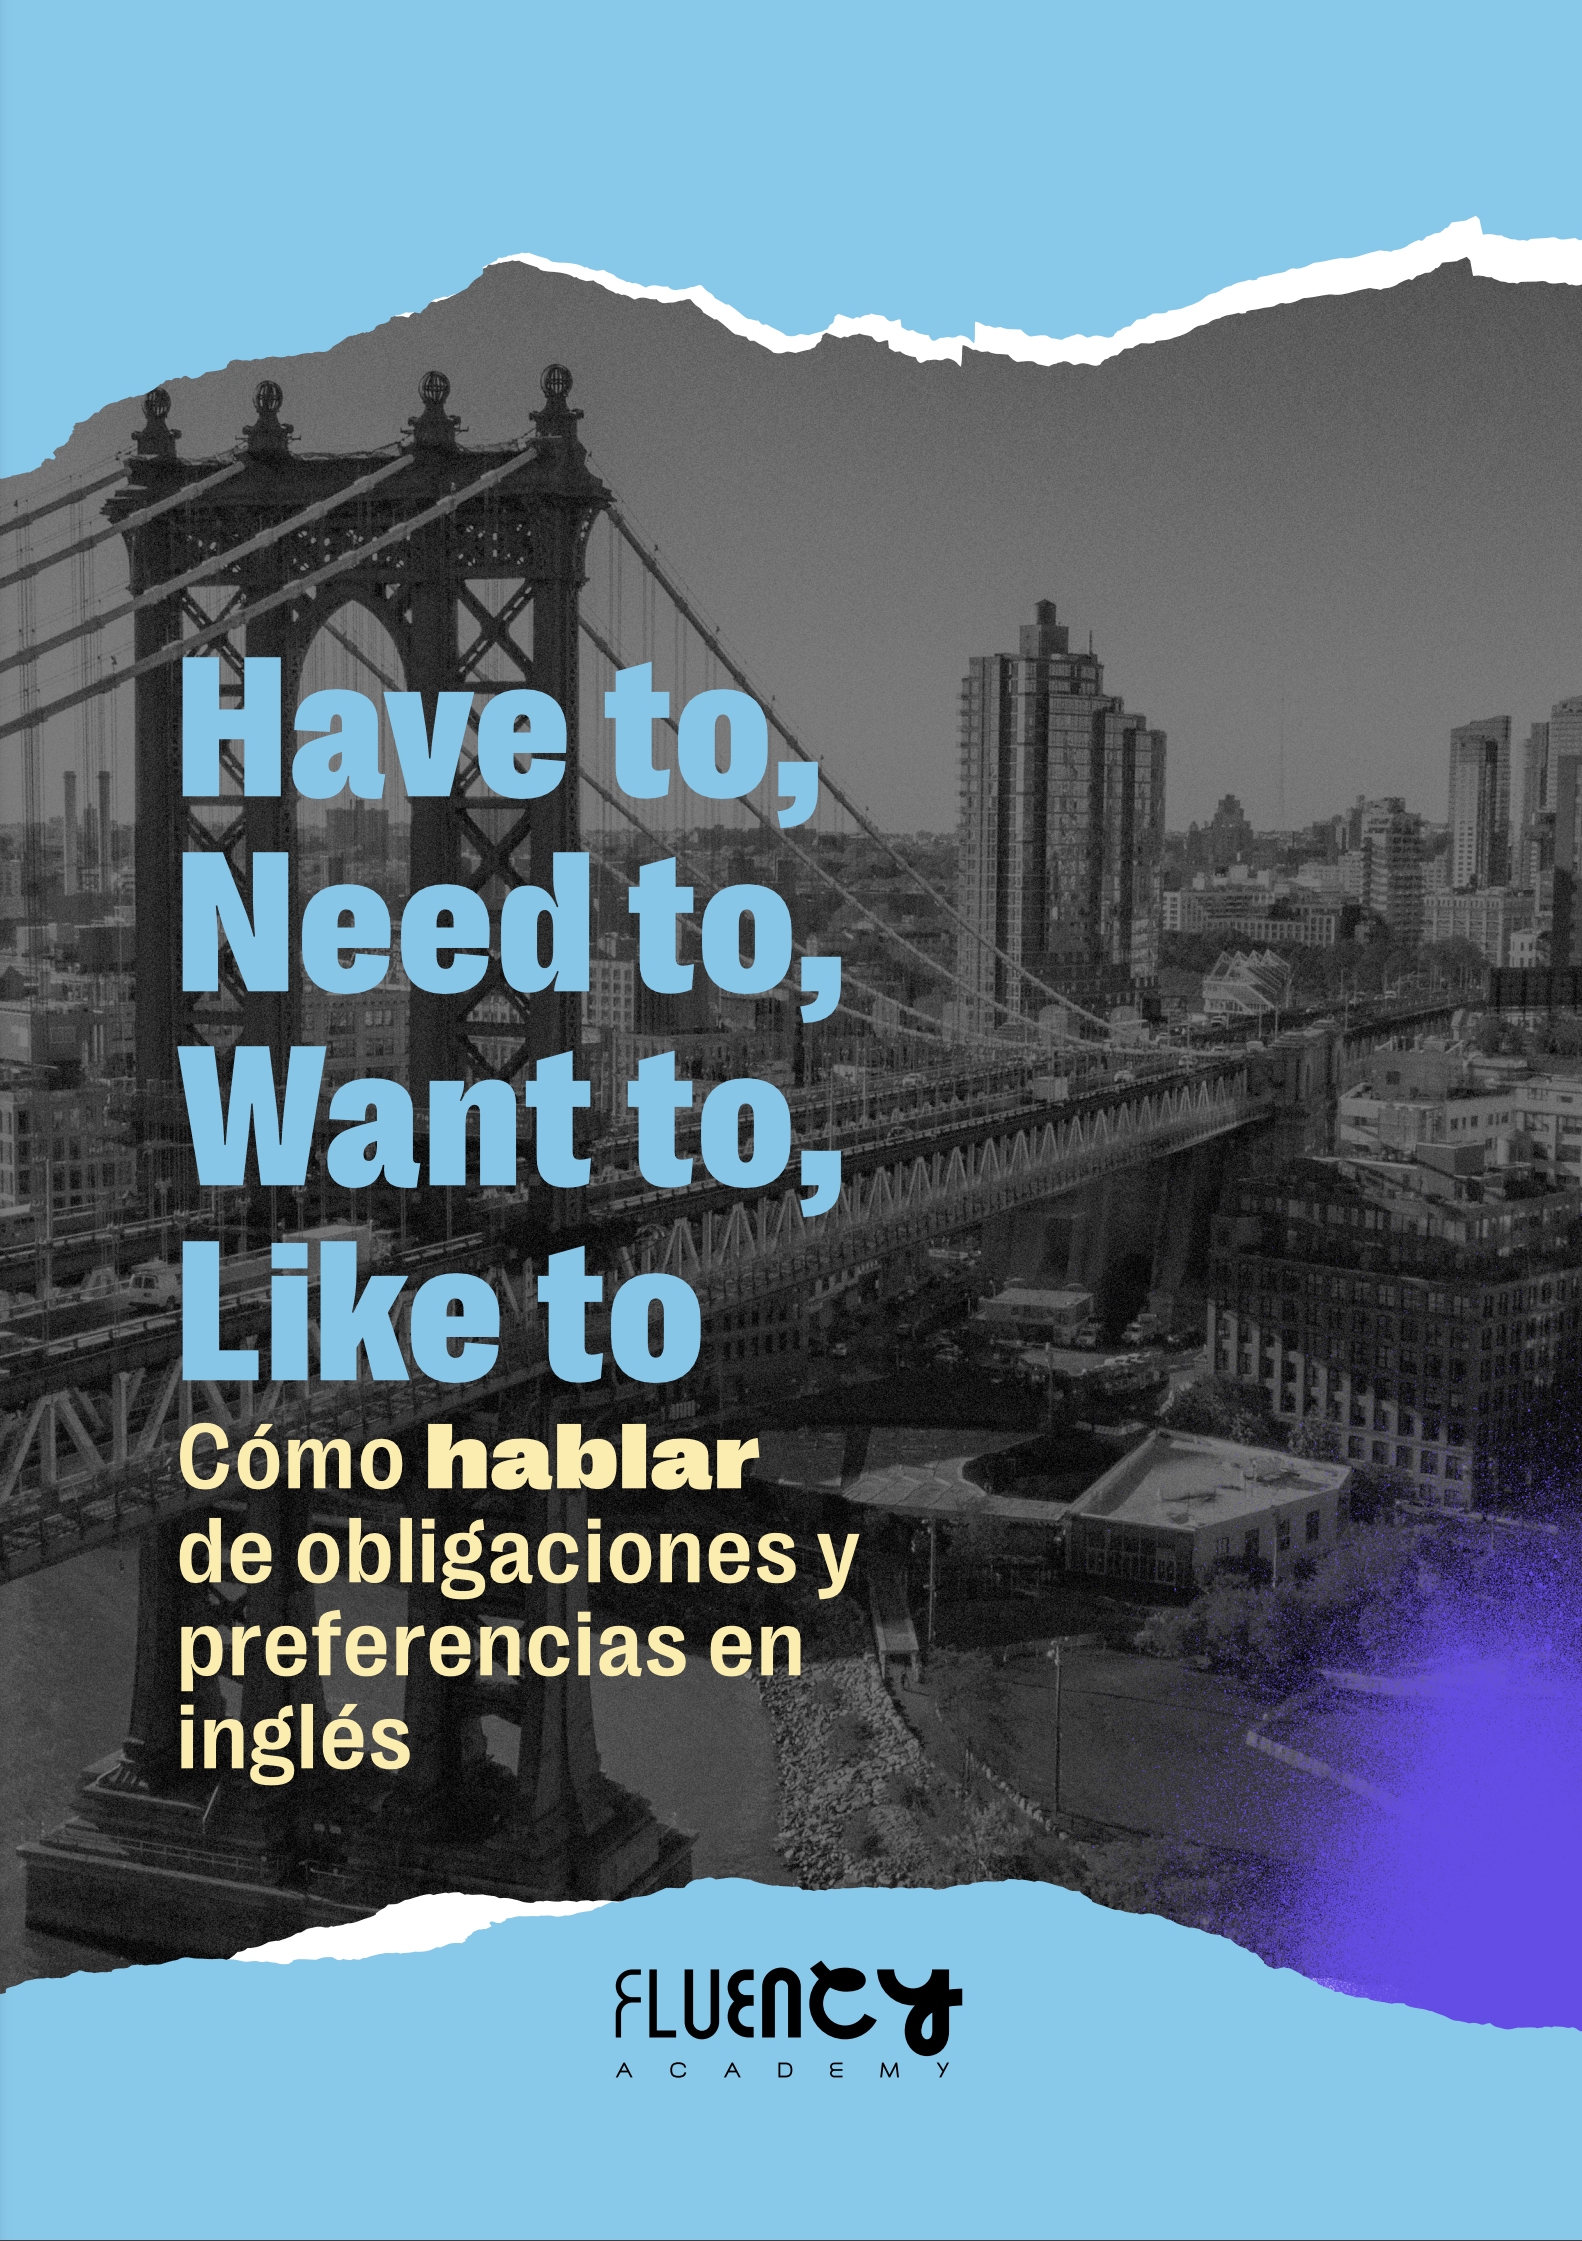 Have to,
Need to,
Want to,
Like to
Cómo hablar
de obligaciones y
preferencias en
inglés
FLUENCY
ACADEMY